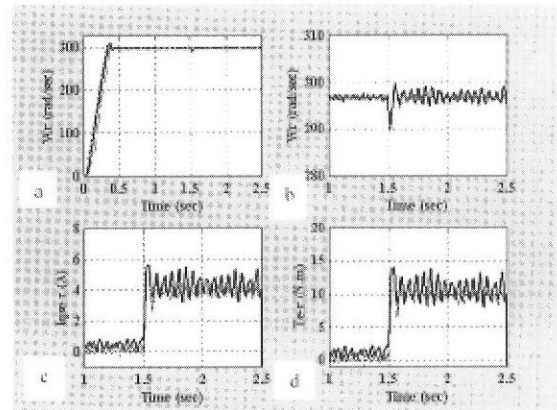 300
200
100
0
Wr (rad/sec)
0 0.5 1 1.5 2 2.5
Time (sec)
a
310
300
290
280
Wr (rad/sec)
1 1.5 2 2.5
Time (sec)
b
8
6
4
2
0
(A)
1 1.5 2 2.5
Time (sec)
c
20
15
10
5
0
Te-r (N.m)
1 1.5 2 2.5
Time (sec)
d